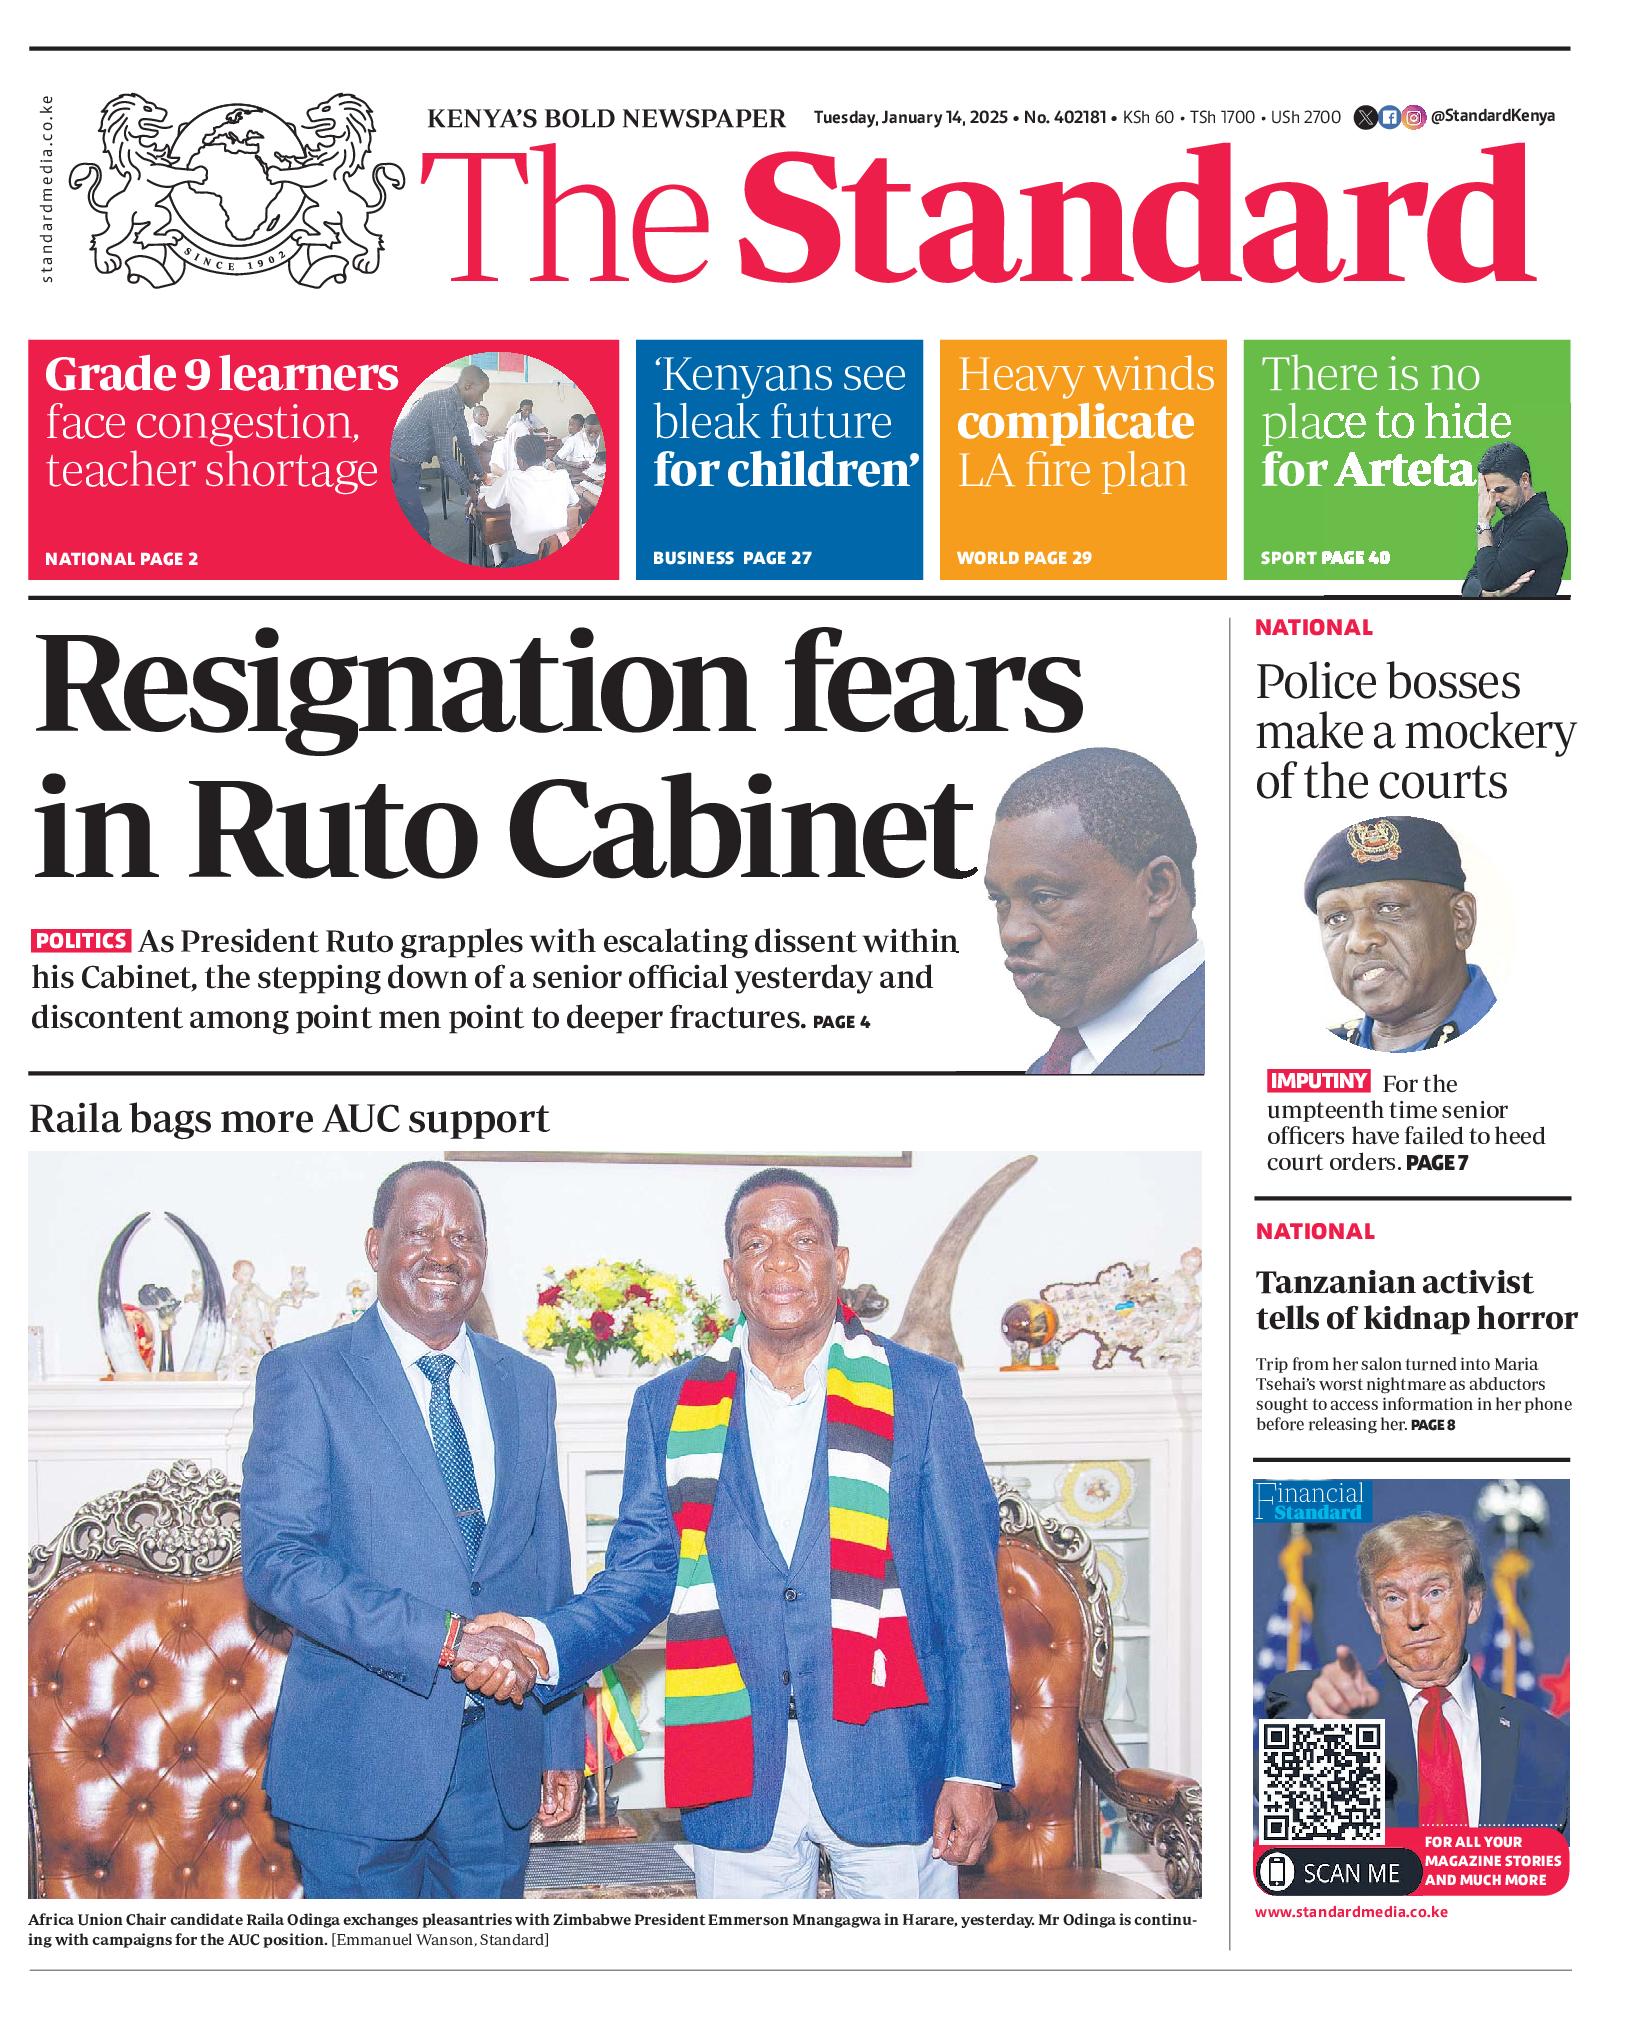 standardmedia.co.ke
SINCE 1902
KENYA'S BOLD NEWSPAPER
Tuesday, January 14, 2025 • No. 402181 • KSh 60 • TSh 1700 • USh 2700
@StandardKenya
The Standard
Grade 9 learners
face congestion,
teacher shortage
NATIONAL PAGE 2
‘Kenyans see
bleak future
for children’
BUSINESS PAGE 27
Heavy winds
complicate
LA fire plan
WORLD PAGE 29
There is no
place to hide
for Arteta
SPORT PAGE 40
Resignation fears
in Ruto Cabinet
POLITICS As President Ruto grapples with escalating dissent within
his Cabinet, the stepping down of a senior official yesterday and
discontent among point men point to deeper fractures. PAGE 4
Raila bags more AUC support
Africa Union Chair candidate Raila Odinga exchanges pleasantries with Zimbabwe President Emmerson Mnangagwa in Harare, yesterday. Mr Odinga is continu-
ing with campaigns for the AUC position. [Emmanuel Wanson, Standard]
NATIONAL
Police bosses
make a mockery
of the courts
IMPUTINY For the
umpteenth time senior
officers have failed to heed
court orders. PAGE 7
NATIONAL
Tanzanian activist
tells of kidnap horror
Trip from her salon turned into Maria
Tsehai's worst nightmare as abductors
sought to access information in her phone
before releasing her. PAGE 8
Financial
Standard
SCAN ME
FOR ALL YOUR
MAGAZINE STORIES
AND MUCH MORE
www.standardmedia.co.ke